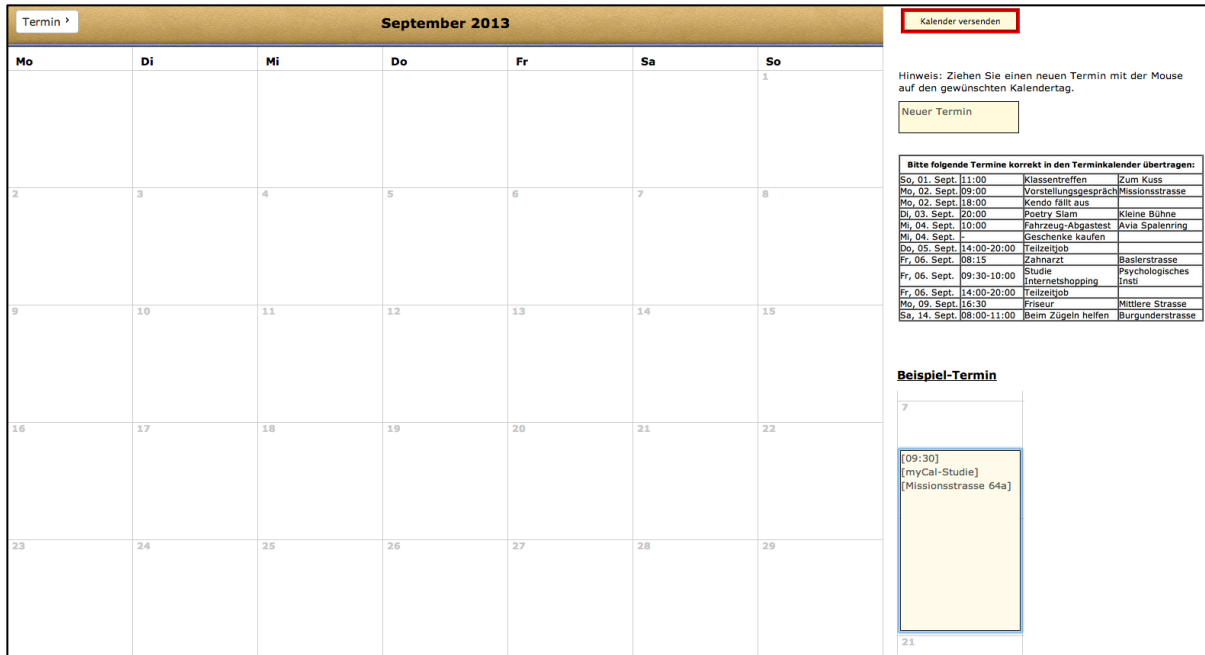 Termin ›
September 2013
Mo Di Mi Do Fr Sa So
1
2 3 4 5 6 7 8
9 10 11 12 13 14 15
16 17 18 19 20 21 22
23 24 25 26 27 28 29
Kalender versenden
Hinweis: Ziehen Sie einen neuen Termin mit der Mouse
auf den gewünschten Kalendertag.
Neuer Termin
Bitte folgende Termine korrekt in den Terminkalender übertragen:
So, 01. Sept. 11:00 Klassentreffen Zum Kuss
Mo, 02. Sept. 09:00 Vorstellungsgespräch Missionsstrasse
Mo, 02. Sept. 18:00 Kendo fällt aus
Di, 03. Sept. 20:00 Poetry Slam Kleine Bühne
Mi, 04. Sept. 10:00 Fahrzeug-Abgastest Avia Spalenring
Mi, 04. Sept. - Geschenke kaufen
Do, 05. Sept. 14:00-20:00 Teilzeitjob
Fr, 06. Sept. 08:15 Zahnarzt Baslerstrasse
Fr, 06. Sept. 09:30-10:00 Studie Internetshopping Psychologisches Insti
Fr, 06. Sept. 14:00-20:00 Teilzeitjob
Mo, 09. Sept. 16:30 Friseur Mittlere Strasse
Sa, 14. Sept. 08:00-11:00 Beim Zügeln helfen Burgunderstrasse
Beispiel-Termin
7
[09:30]
[myCal-Studie]
[Missionsstrasse 64a]
21